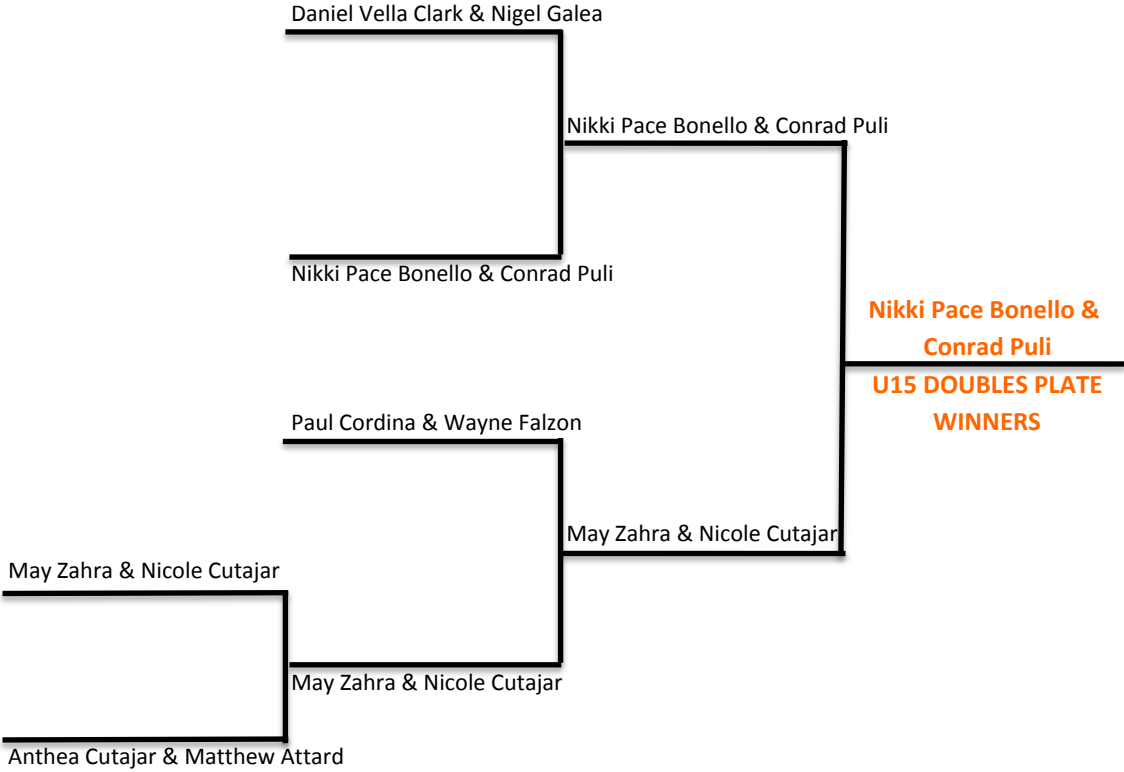 Daniel Vella Clark & Nigel Galea
Nikki Pace Bonello & Conrad Puli
Nikki Pace Bonello & Conrad Puli
Nikki Pace Bonello &
Conrad Puli
U15 DOUBLES PLATE
WINNERS
Paul Cordina & Wayne Falzon
May Zahra & Nicole Cutajar
May Zahra & Nicole Cutajar
May Zahra & Nicole Cutajar
Anthea Cutajar & Matthew Attard